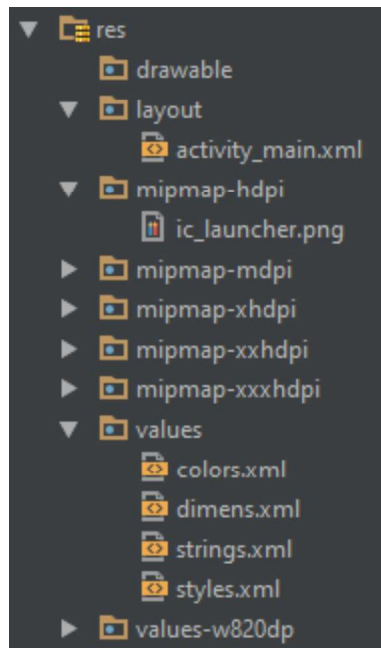 res
drawable
layout
activity_main.xml
mipmap-hdpi
ic_launcher.png
mipmap-mdpi
mipmap-xhdpi
mipmap-xxhdpi
mipmap-xxxhdpi
values
colors.xml
dimens.xml
strings.xml
styles.xml
values-w820dp